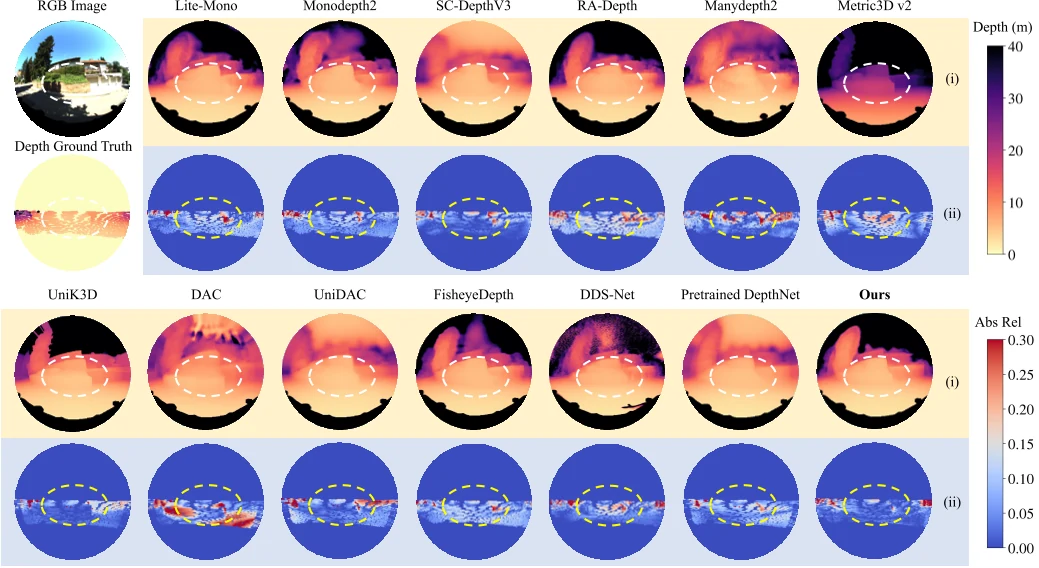 RGB Image Lite-Mono Monodepth2 SC-DepthV3 RA-Depth Manydepth2 Metric3D v2
Depth (m)
40
(i)
30
Depth Ground Truth
20
10
(ii)
0
UniK3D DAC UniDAC FisheyeDepth DDS-Net Pretrained DepthNet Ours
Abs Rel
0.30
(i)
0.25
0.20
0.15
0.10
(ii)
0.05
0.00